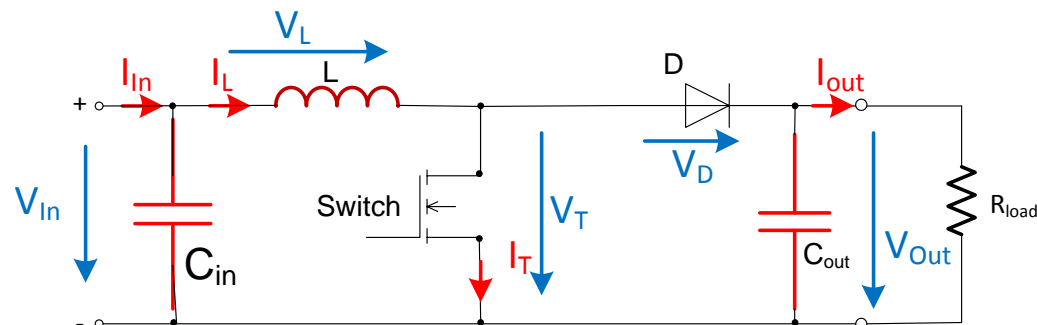 V_L
D
I_In
I_L
L
I_out
+
V_In
Switch
V_T
V_D
R_load
C_in
I_T
C_out
V_Out
-